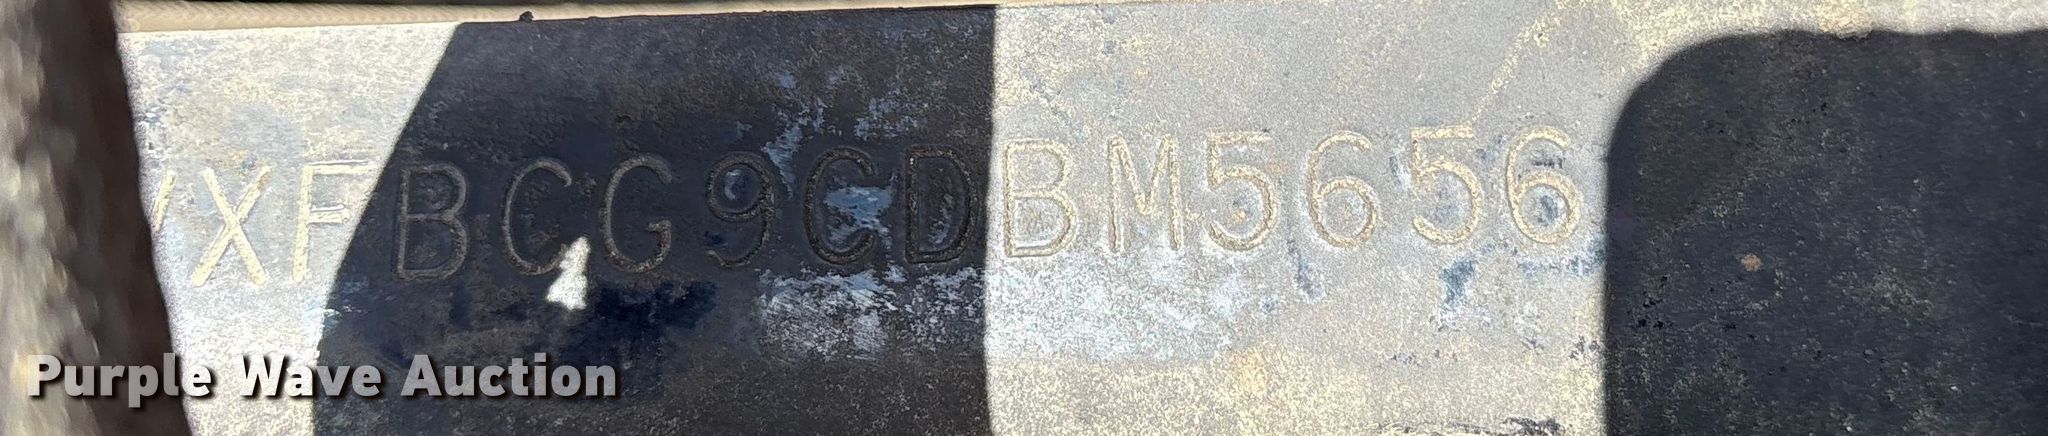 XFBCG9CDBM5656
Purple Wave Auction